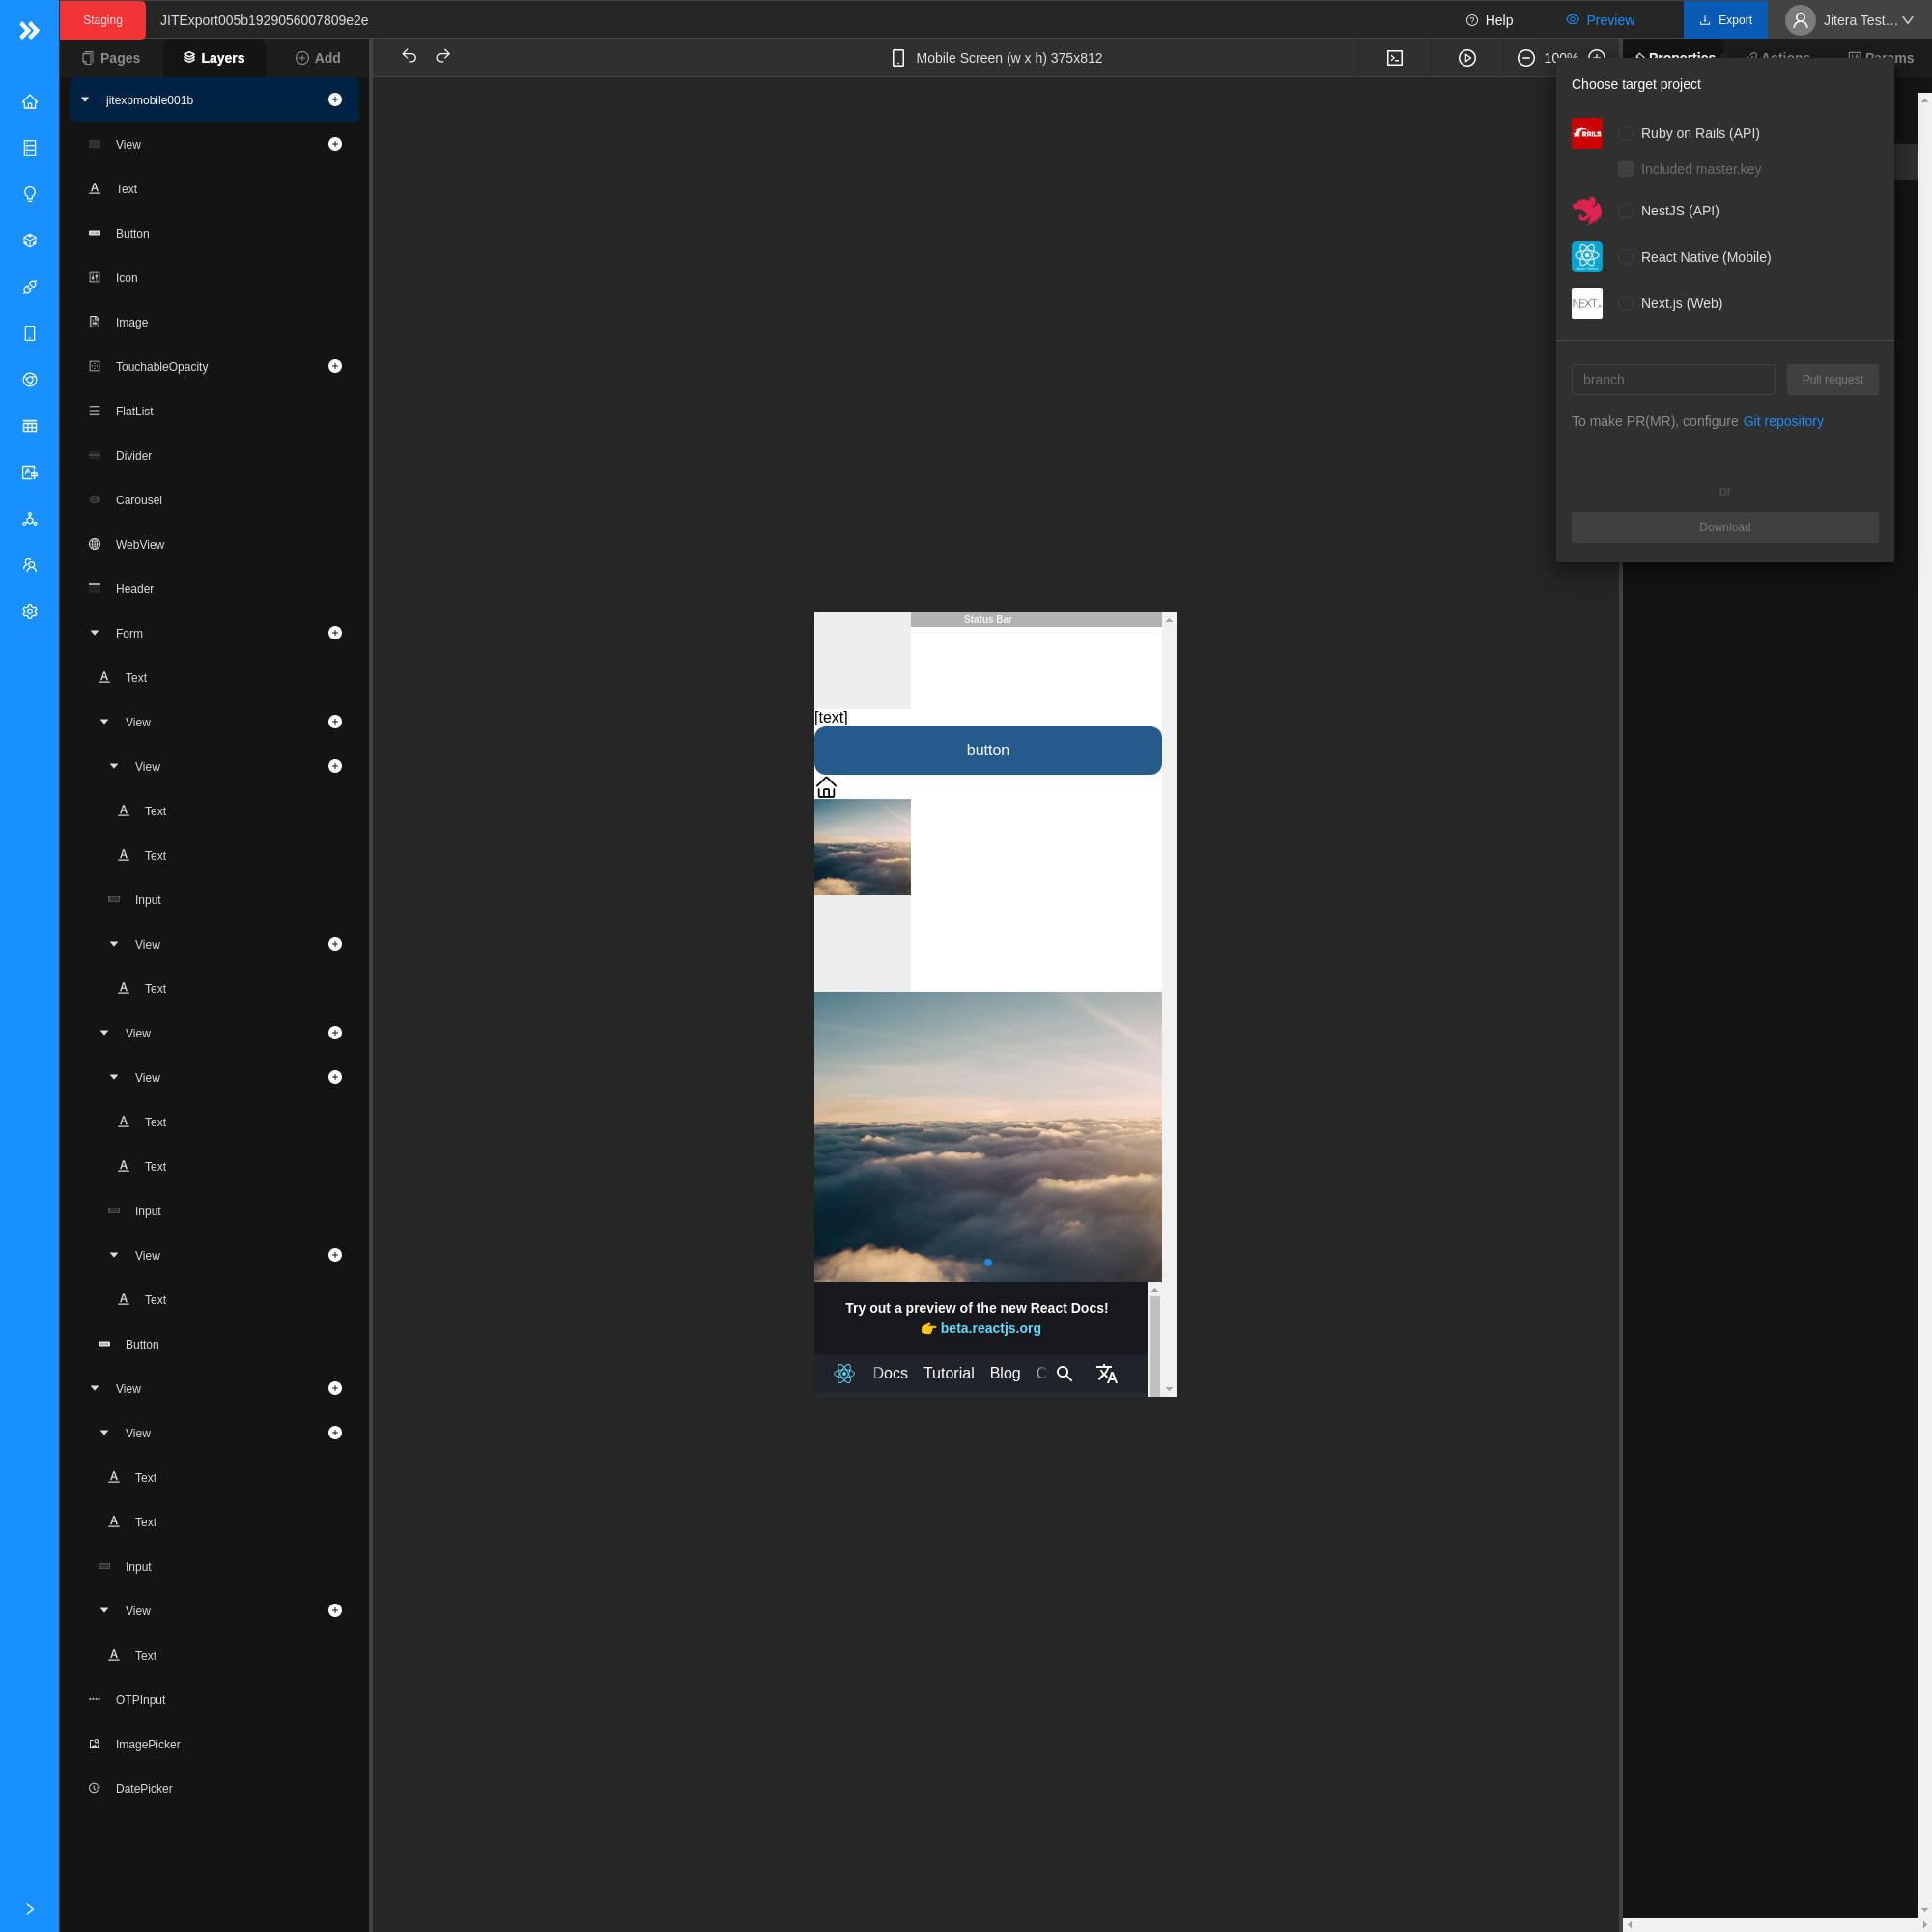 Staging
JITExport005b1929056007809e2e
Help
Preview
Export
Jitera Test…
Pages
Layers
Add
Mobile Screen (w x h) 375x812
100%
Properties
Actions
Params
jitexpmobile001b
View
Text
Button
Icon
Image
TouchableOpacity
FlatList
Divider
Carousel
WebView
Header
Form
Text
View
View
Text
Text
Input
View
Text
View
View
Text
Text
Input
View
Text
Button
View
View
Text
Text
Input
View
Text
OTPInput
ImagePicker
DatePicker
Status Bar
[text]
button
Try out a preview of the new React Docs!
👉 beta.reactjs.org
Docs Tutorial Blog C
Choose target project
RAILS
Ruby on Rails (API)
Included master.key
NestJS (API)
React Native (Mobile)
NEXT
Next.js (Web)
branch
Pull request
To make PR(MR), configure Git repository
or
Download